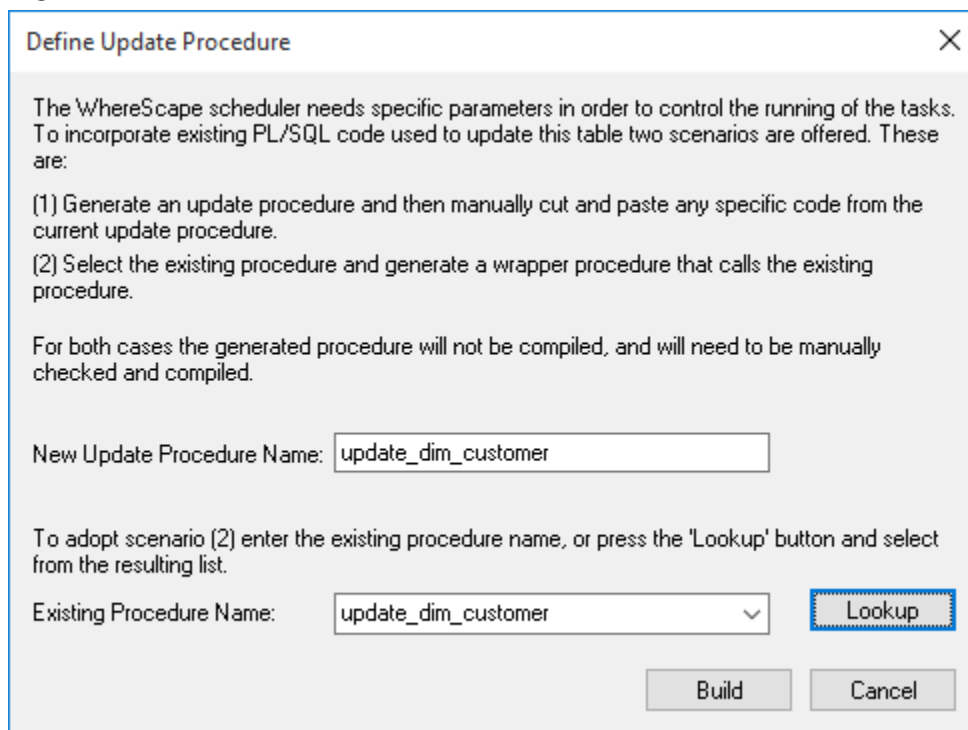 Define Update Procedure
The WhereScape scheduler needs specific parameters in order to control the running of the tasks.
To incorporate existing PL/SQL code used to update this table two scenarios are offered. These
are:
(1) Generate an update procedure and then manually cut and paste any specific code from the
current update procedure.
(2) Select the existing procedure and generate a wrapper procedure that calls the existing
procedure.
For both cases the generated procedure will not be compiled, and will need to be manually
checked and compiled.
New Update Procedure Name: update_dim_customer
To adopt scenario (2) enter the existing procedure name, or press the 'Lookup' button and select
from the resulting list.
Existing Procedure Name: update_dim_customer Lookup
Build Cancel